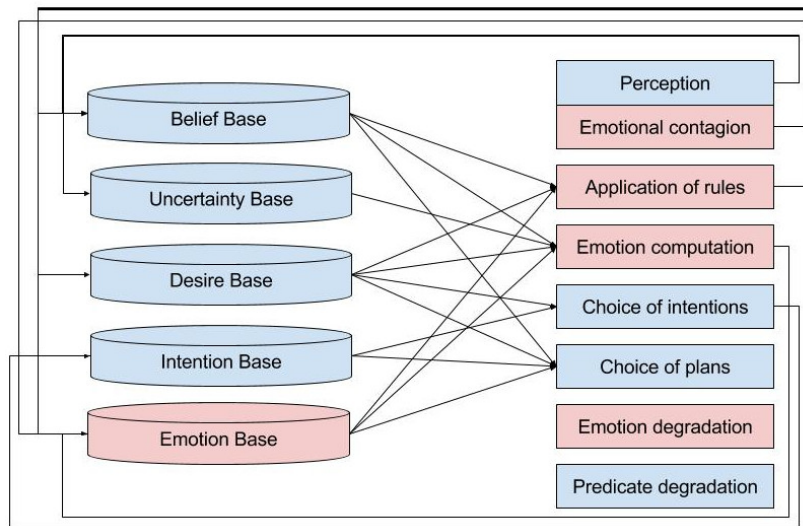 Belief Base
Uncertainty Base
Desire Base
Intention Base
Emotion Base
Perception
Emotional contagion
Application of rules
Emotion computation
Choice of intentions
Choice of plans
Emotion degradation
Predicate degradation